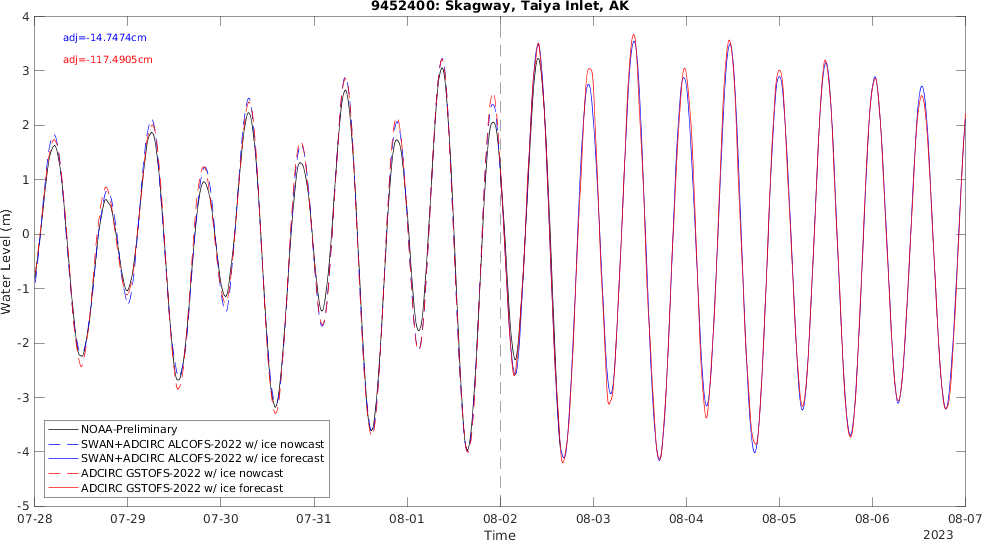 9452400: Skagway, Taiya Inlet, AK
adj=-14.7474cm
adj=-117.4905cm
Water Level (m)
4
3
2
1
0
-1
-2
-3
-4
-5
NOAA-Preliminary
SWAN+ADCIRC ALCOFS-2022 w/ ice nowcast
SWAN+ADCIRC ALCOFS-2022 w/ ice forecast
ADCIRC GSTOFS-2022 w/ ice nowcast
ADCIRC GSTOFS-2022 w/ ice forecast
07-28 07-29 07-30 07-31 08-01 08-02 08-03 08-04 08-05 08-06 08-07
Time
2023